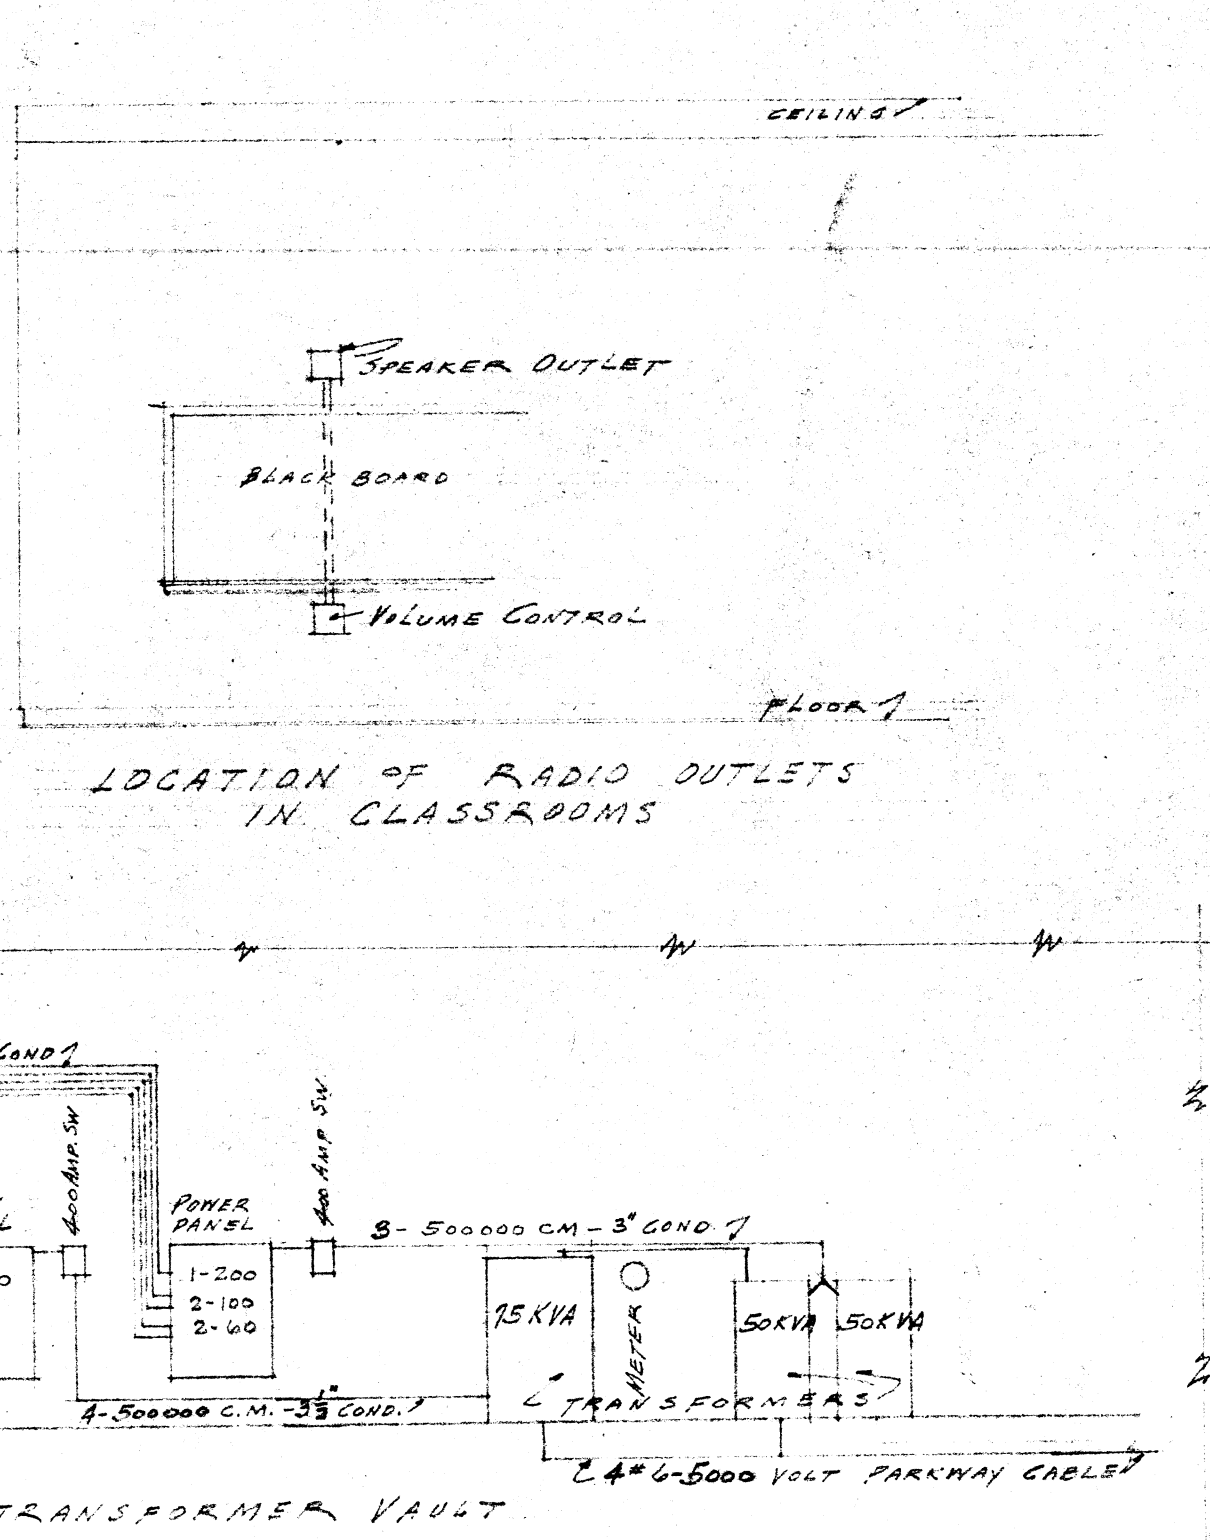 CEILING
SPEAKER OUTLET
BLACK BOARD
VOLUME CONTROL
FLOOR
LOCATION OF RADIO OUTLETS
IN CLASSROOMS
COND
400 AMP. SW
400 AMP SW.
POWER
PANEL
L
3-500000 CM-3" COND.
1-200
2-100
2-60
75 KVA
METER
50 KVA
50 KVA
TRANSFORMERS
4-500000 C.M.-3½" COND.
4#6-5000 VOLT PARKWAY CABLE
TRANSFORMER VAULT